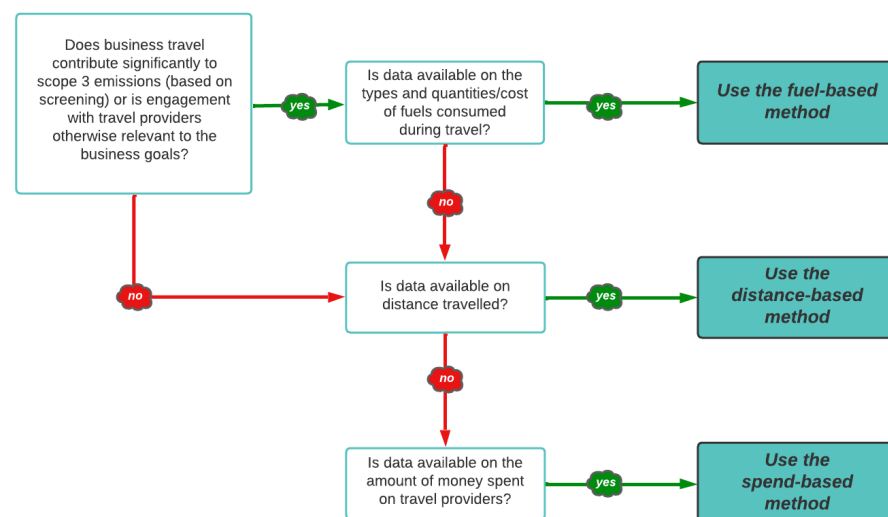 Does business travel
contribute significantly to
scope 3 emissions (based on
screening) or is engagement
with travel providers
otherwise relevant to the
business goals?
yes
Is data available on the
types and quantities/cost
of fuels consumed
during travel?
yes
Use the fuel-based
method
no
no
Is data available on
distance travelled?
yes
Use the
distance-based
method
no
Is data available on the
amount of money spent
on travel providers?
yes
Use the
spend-based
method